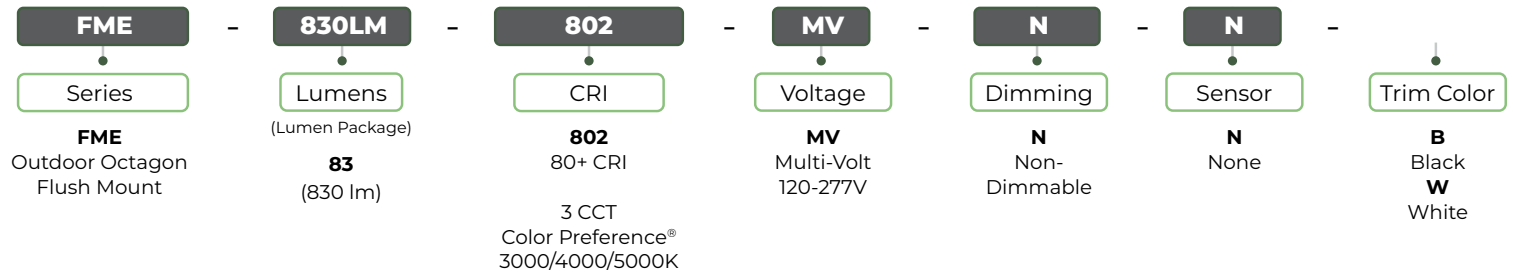 FME - 830LM - 802 - MV - N - N -
Series
Lumens
CRI
Voltage
Dimming
Sensor
Trim Color
FME
Outdoor Octagon
Flush Mount
(Lumen Package)
83
(830 lm)
802
80+ CRI
3 CCT
Color Preference®
3000/4000/5000K
MV
Multi-Volt
120-277V
N
Non-
Dimmable
N
None
B
Black
W
White